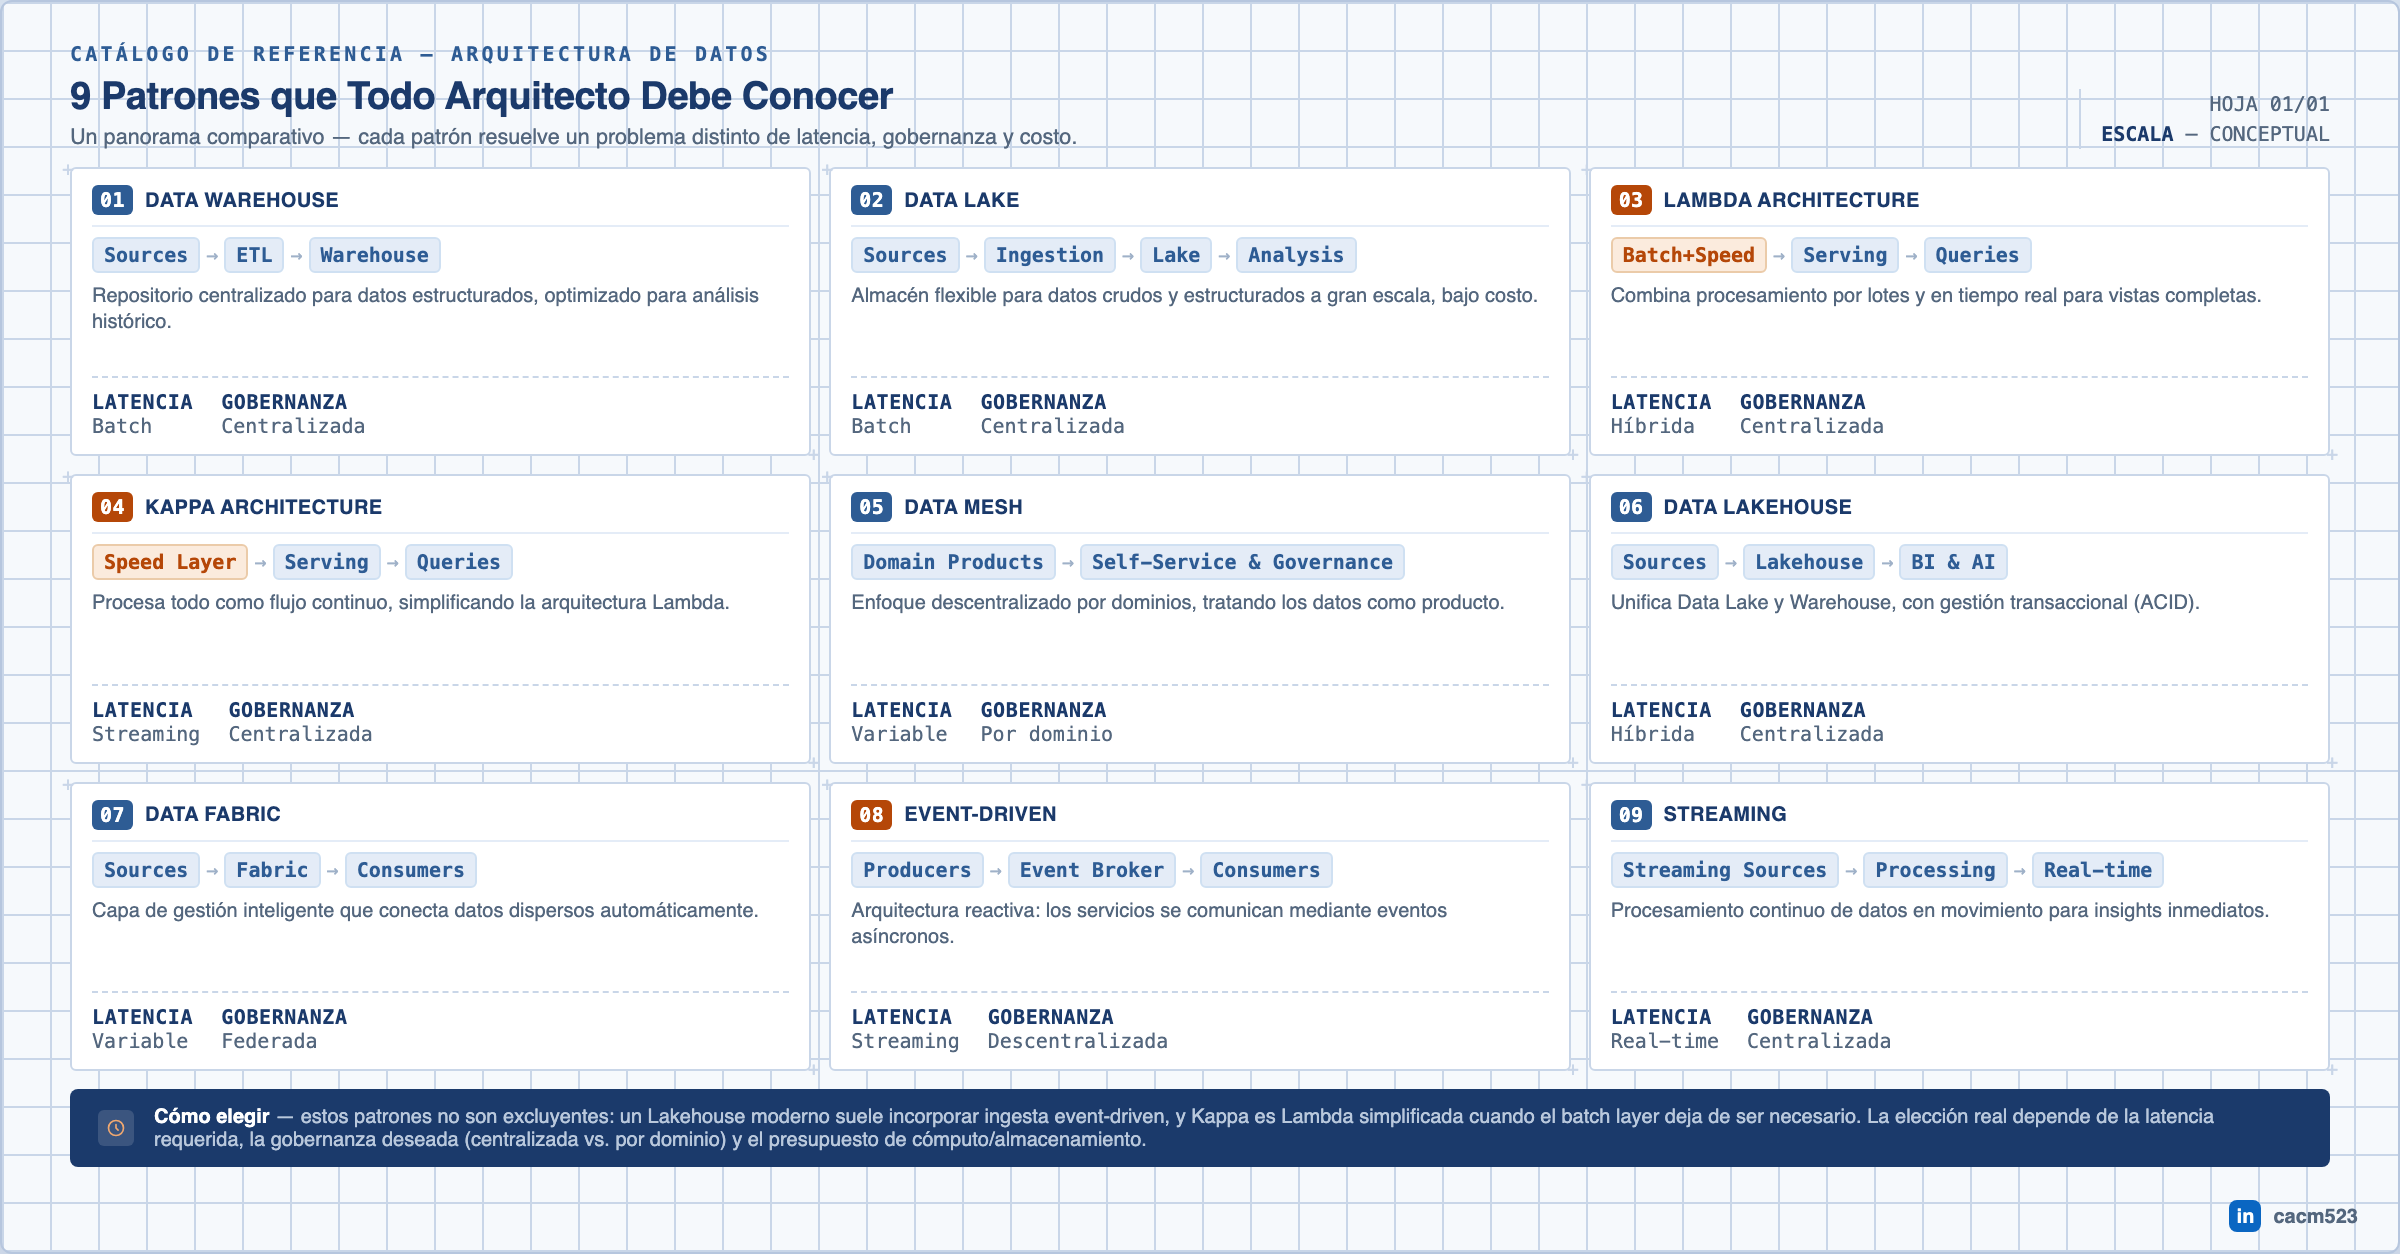 CATÁLOGO DE REFERENCIA — ARQUITECTURA DE DATOS
9 Patrones que Todo Arquitecto Debe Conocer
Un panorama comparativo — cada patrón resuelve un problema distinto de latencia, gobernanza y costo.
HOJA 01/01
ESCALA — CONCEPTUAL
01 DATA WAREHOUSE
Sources → ETL → Warehouse
Repositorio centralizado para datos estructurados, optimizado para análisis
histórico.
LATENCIA GOBERNANZA
Batch Centralizada
02 DATA LAKE
Sources → Ingestion → Lake → Analysis
Almacén flexible para datos crudos y estructurados a gran escala, bajo costo.
LATENCIA GOBERNANZA
Batch Centralizada
03 LAMBDA ARCHITECTURE
Batch+Speed → Serving → Queries
Combina procesamiento por lotes y en tiempo real para vistas completas.
LATENCIA GOBERNANZA
Híbrida Centralizada
04 KAPPA ARCHITECTURE
Speed Layer → Serving → Queries
Procesa todo como flujo continuo, simplificando la arquitectura Lambda.
LATENCIA GOBERNANZA
Streaming Centralizada
05 DATA MESH
Domain Products → Self-Service & Governance
Enfoque descentralizado por dominios, tratando los datos como producto.
LATENCIA GOBERNANZA
Variable Por dominio
06 DATA LAKEHOUSE
Sources → Lakehouse → BI & AI
Unifica Data Lake y Warehouse, con gestión transaccional (ACID).
LATENCIA GOBERNANZA
Híbrida Centralizada
07 DATA FABRIC
Sources → Fabric → Consumers
Capa de gestión inteligente que conecta datos dispersos automáticamente.
LATENCIA GOBERNANZA
Variable Federada
08 EVENT-DRIVEN
Producers → Event Broker → Consumers
Arquitectura reactiva: los servicios se comunican mediante eventos
asíncronos.
LATENCIA GOBERNANZA
Streaming Descentralizada
09 STREAMING
Streaming Sources → Processing → Real-time
Procesamiento continuo de datos en movimiento para insights inmediatos.
LATENCIA GOBERNANZA
Real-time Centralizada
Cómo elegir — estos patrones no son excluyentes: un Lakehouse moderno suele incorporar ingesta event-driven, y Kappa es Lambda simplificada cuando el batch layer deja de ser necesario. La elección real depende de la latencia
requerida, la gobernanza deseada (centralizada vs. por dominio) y el presupuesto de cómputo/almacenamiento.
in cacm523